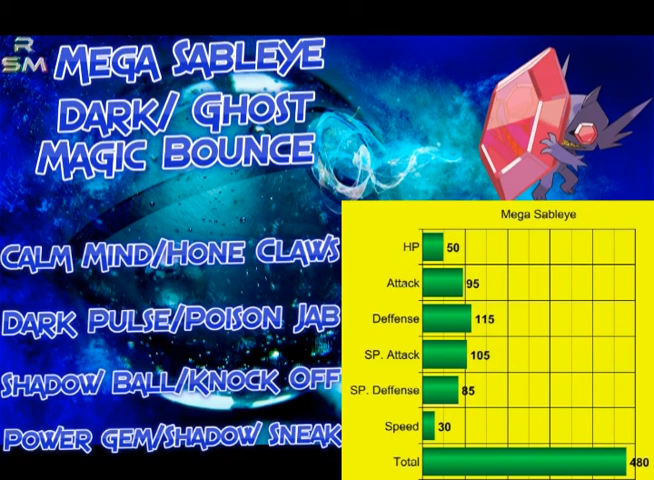 R
SM
MEGA SABLEYE
DARK/ GHOST
MAGIC BOUNCE
CALM MIND/HONE CLAWS
DARK PULSE/POISON JAB
SHADOW BALL/KNOCK OFF
POWER GEM/SHADOW SNEAK
Mega Sableye
HP 50
Attack 95
Deffense 115
SP. Attack 105
SP. Deffense 85
Speed 30
Total 480